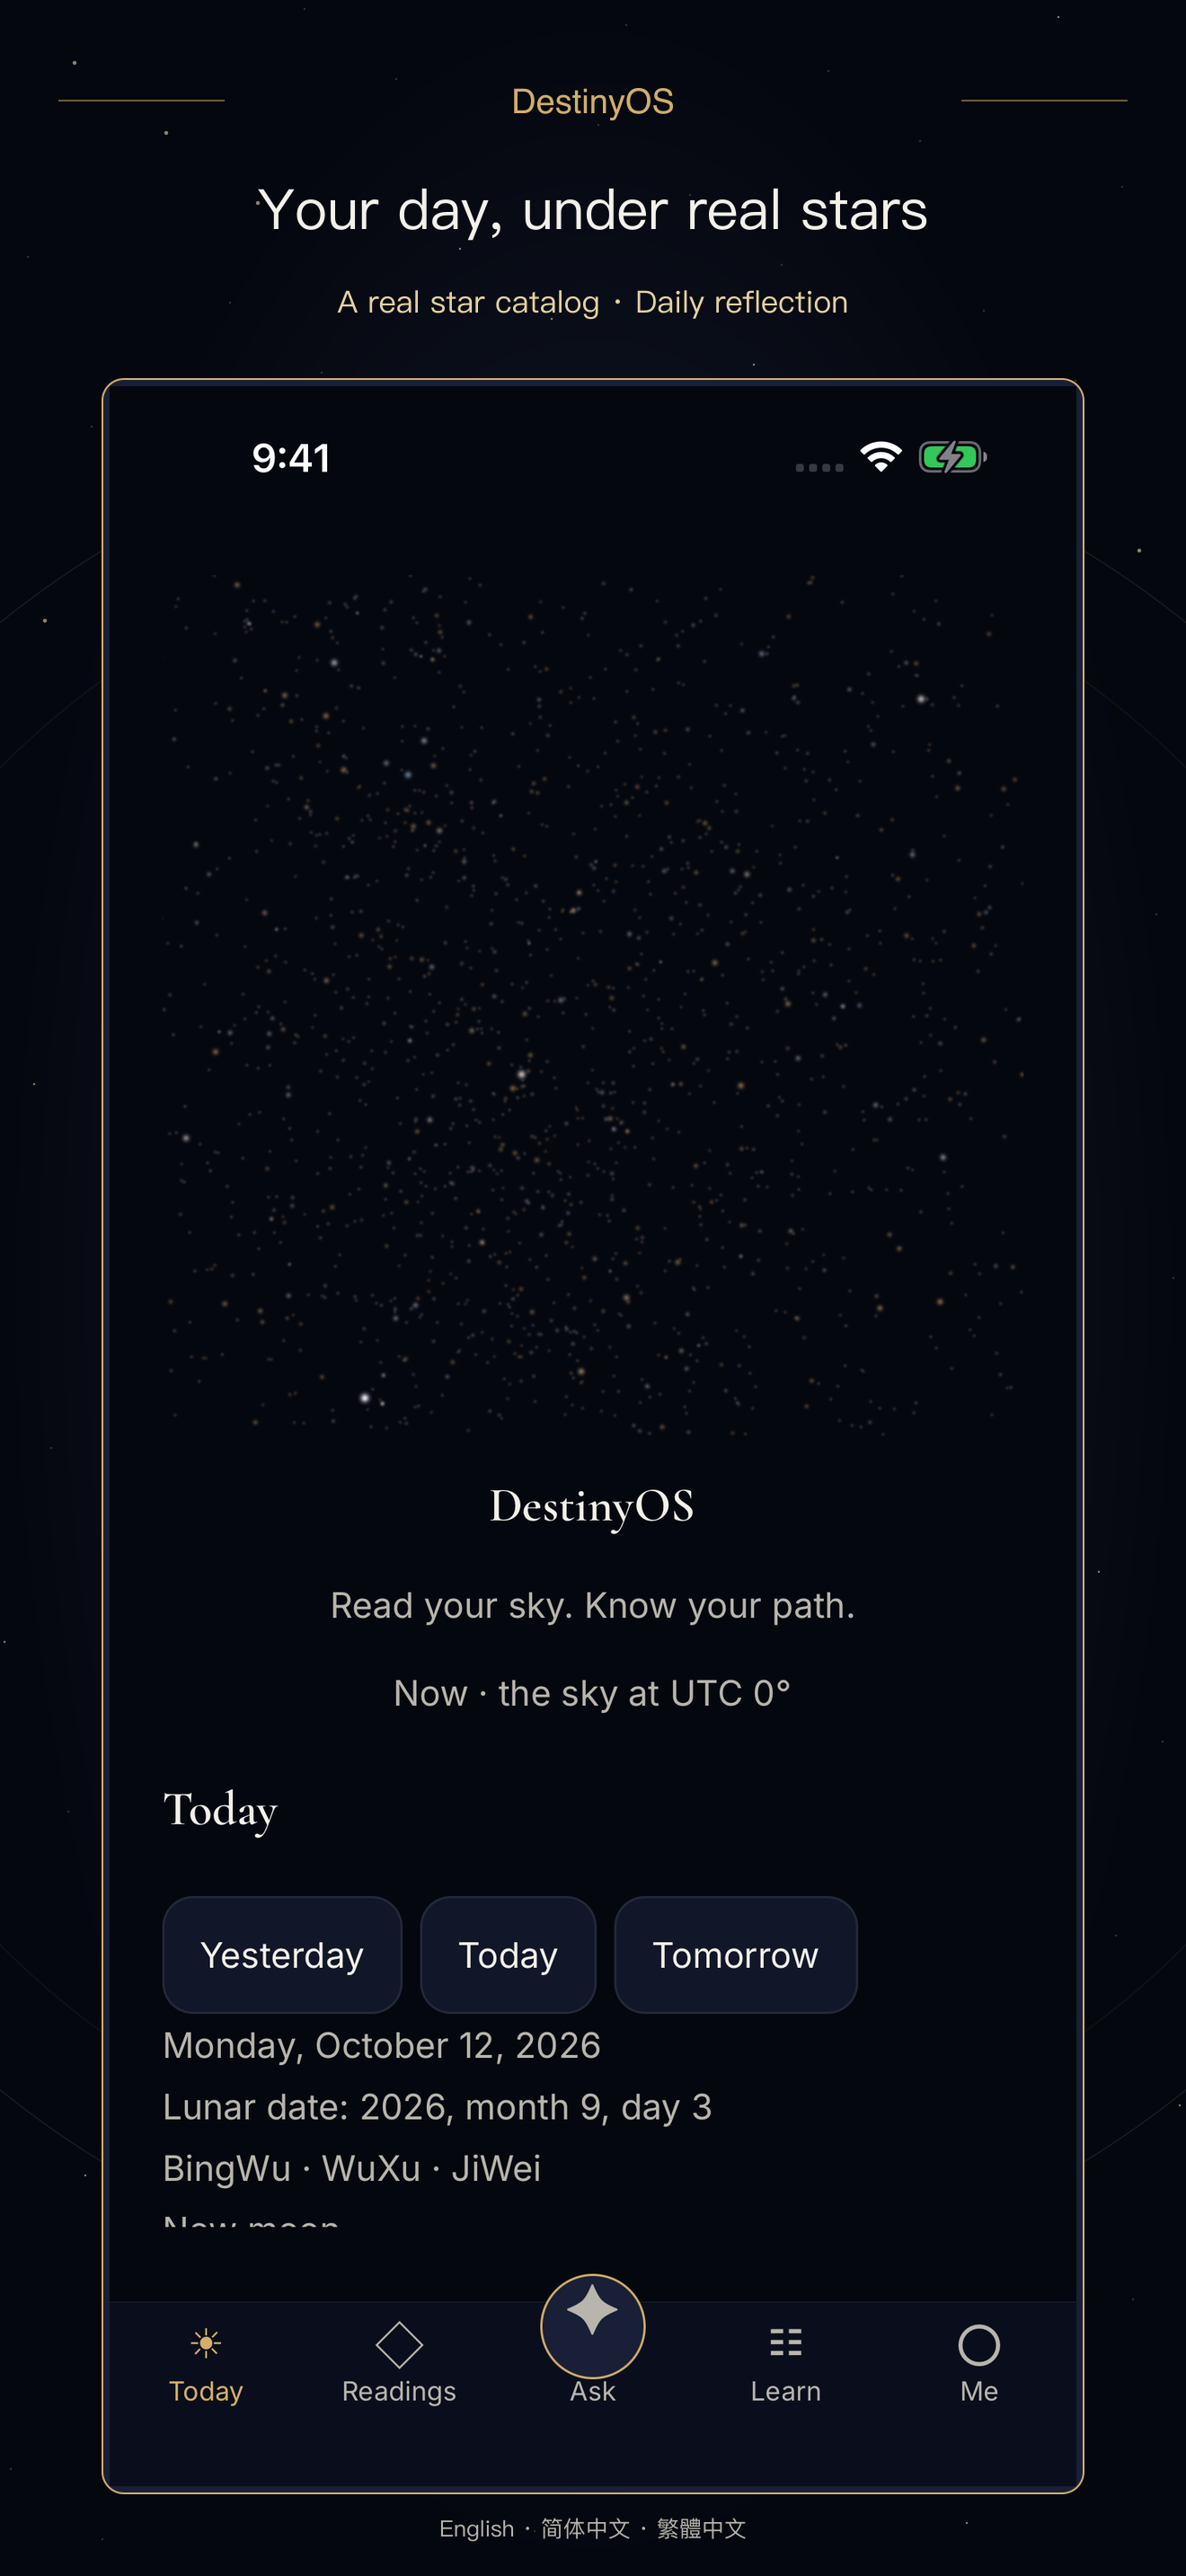 DestinyOS
Your day, under real stars
A real star catalog · Daily reflection
9:41
DestinyOS
Read your sky. Know your path.
Now · the sky at UTC 0°
Today
Yesterday Today Tomorrow
Monday, October 12, 2026
Lunar date: 2026, month 9, day 3
BingWu · WuXu · JiWei
New moon
Today Readings Ask Learn Me
English · 简体中文 · 繁體中文